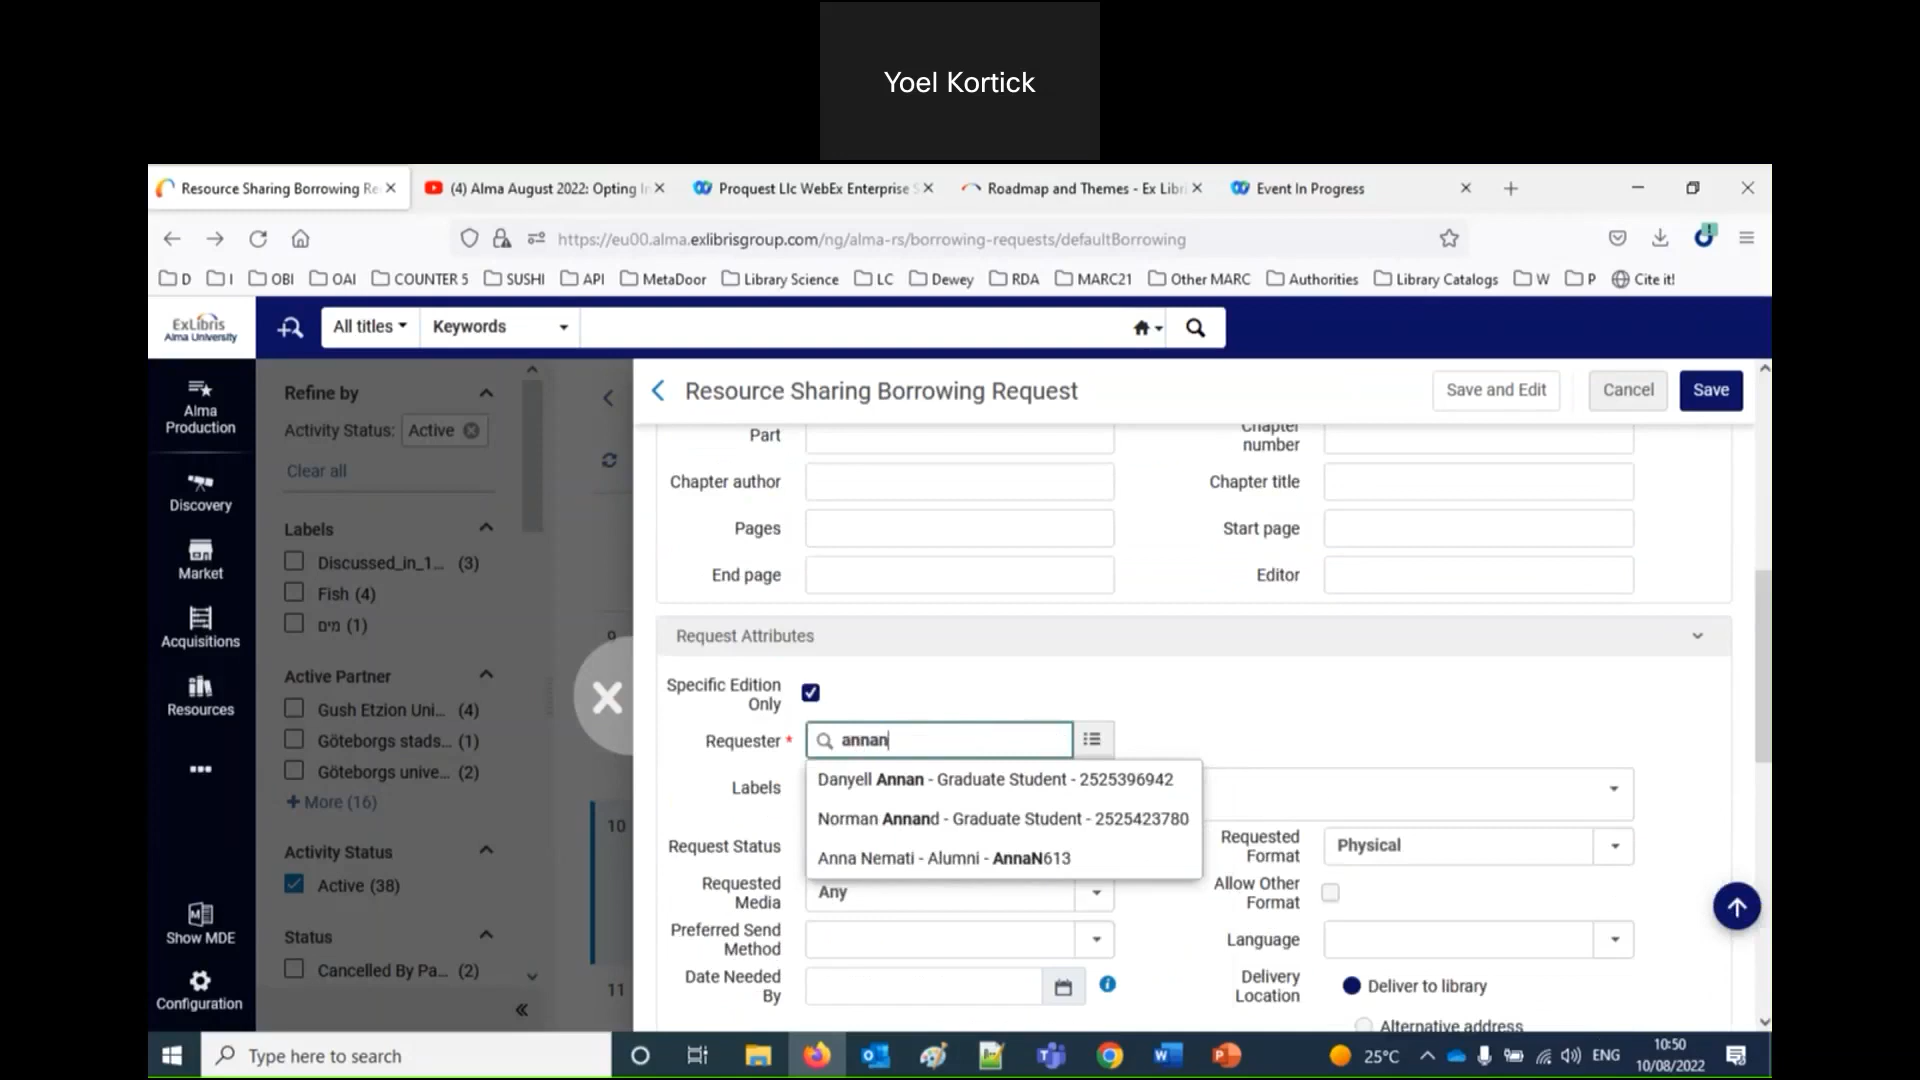 Yoel Kortick
Resource Sharing Borrowing Re
(4) Alma August 2022: Opting In
Proquest Llc WebEx Enterprise S
Roadmap and Themes - Ex Libri
Event In Progress
https://eu00.alma.exlibrisgroup.com/ng/alma-rs/borrowing-requests/defaultBorrowing
D I OBI OAI COUNTER 5 SUSHI API MetaDoor Library Science LC Dewey RDA MARC21 Other MARC Authorities Library Catalogs W P Cite it!
ExLibris
Alma University
All titles
Keywords
Alma
Production
Discovery
Market
Acquisitions
Resources
Show MDE
Configuration
Refine by
Activity Status: Active
Clear all
Labels
Discussed_in_1... (3)
Fish (4)
מים (1)
Active Partner
Gush Etzion Uni... (4)
Göteborgs stads... (1)
Göteborgs unive... (2)
+ More (16)
Activity Status
Active (38)
Status
Cancelled By Pa... (2)
9
10
11
Resource Sharing Borrowing Request
Save and Edit
Cancel
Save
Part
Chapter
number
Chapter author
Chapter title
Pages
Start page
End page
Editor
Request Attributes
Specific Edition
Only
Requester *
annan
Danyell Annan - Graduate Student - 2525396942
Norman Annand - Graduate Student - 2525423780
Anna Nemati - Alumni - AnnaN613
Labels
Request Status
Requested
Format
Physical
Requested
Media
Any
Allow Other
Format
Preferred Send
Method
Language
Date Needed
By
Delivery
Location
Deliver to library
Alternative address
Type here to search
25°C
ENG
10:50
10/08/2022